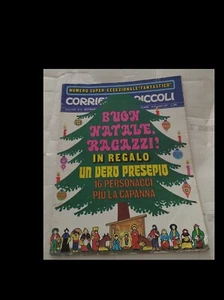 NUMERO SUPER-ECCEZIONALE "FANTASTICO"
CORRIERE PICCOLI
BUON
NATALE,
RAGAZZI!
IN REGALO
UN VERO PRESEPIO
16 PERSONAGGI
PIÙ LA CAPANNA